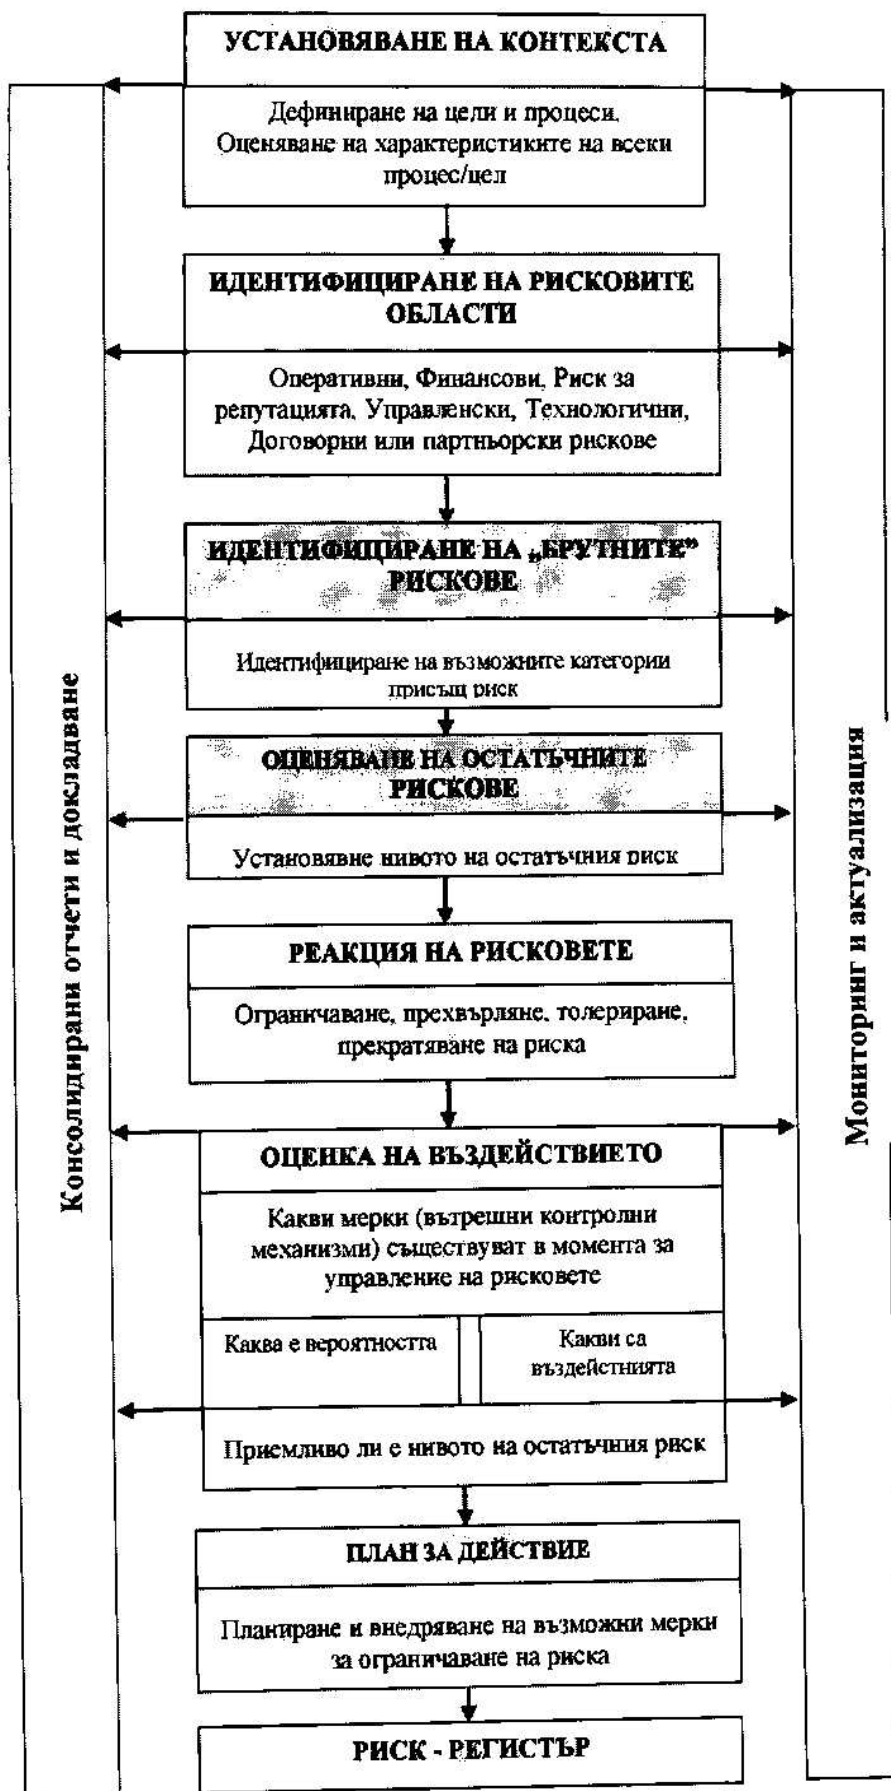 УСТАНОВЯВАНЕ НА КОНТЕКСТА
Дефиниране на цели и процеси.
Оценяване на характеристиките на всеки
процес/цел
ИДЕНТИФИЦИРАНЕ НА РИСКОВИТЕ
ОБЛАСТИ
Оперативни, Финансови, Риск за
репутацията, Управленски, Технологични,
Договорни или партньорски рискове
ИДЕНТИФИЦИРАНЕ НА „БРУТНИТЕ”
РИСКОВЕ
Идентифициране на възможните категории
присъщ риск
ОЦЕНЯВАНЕ НА ОСТАТЪЧНИТЕ
РИСКОВЕ
Установявне нивото на остатъчния риск
РЕАКЦИЯ НА РИСКОВЕТЕ
Ограничаване, прехвърляне, толериране,
прекратяване на риска
ОЦЕНКА НА ВЪЗДЕЙСТВИЕТО
Какви мерки (вътрешни контролни
механизми) съществуват в момента за
управление на рисковете
Каква е вероятността
Какви са
въздействията
Приемливо ли е нивото на остатъчния риск
ПЛАН ЗА ДЕЙСТВИЕ
Планиране и внедряване на възможни мерки
за ограничаване на риска
РИСК - РЕГИСТЪР
Консолидирани отчети и докладване
Мониторинг и актуализация